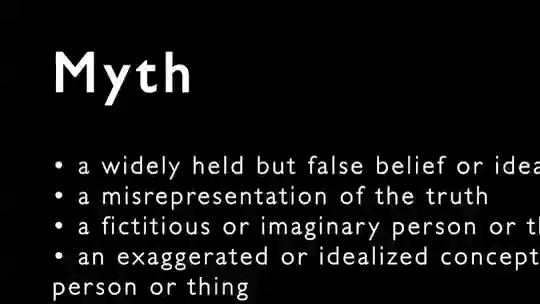 Myth
• a widely held but false belief or idea
• a misrepresentation of the truth
• a fictitious or imaginary person or
• an exaggerated or idealized concept
person or thing